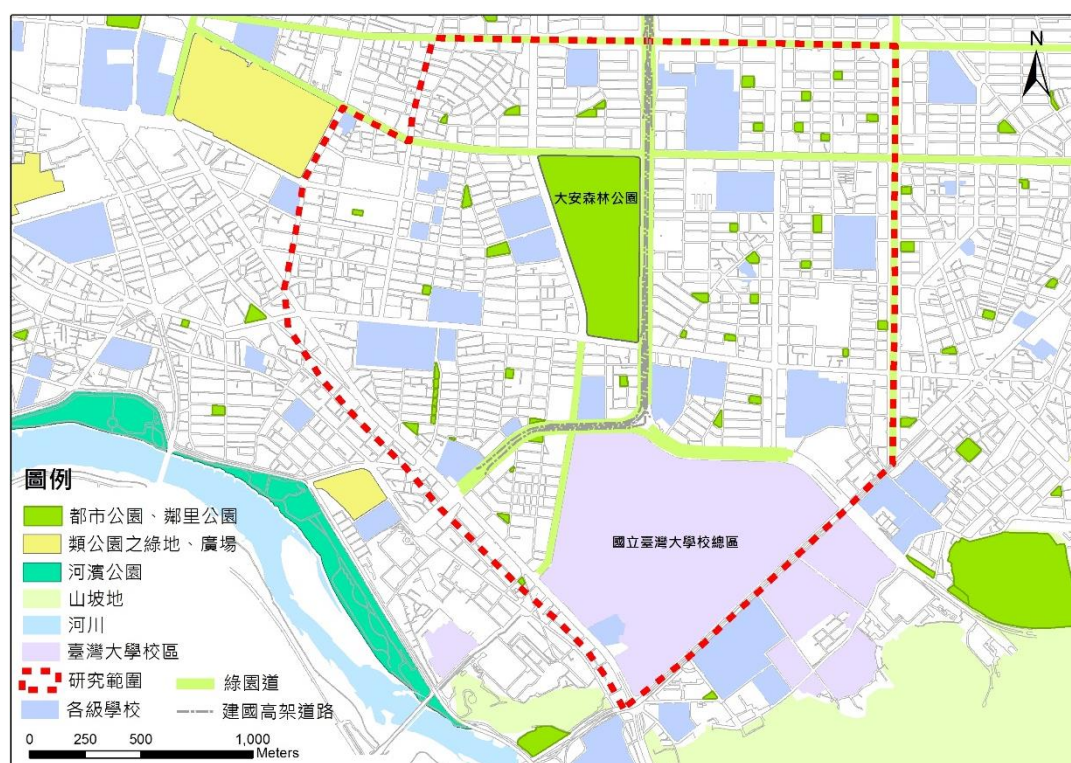 N
大安森林公園
國立臺灣大學校總區
圖例
都市公園、鄰里公園
類公園之綠地、廣場
河濱公園
山坡地
河川
臺灣大學校區
研究範圍
綠園道
各級學校
建國高架道路
0 250 500 1,000
Meters